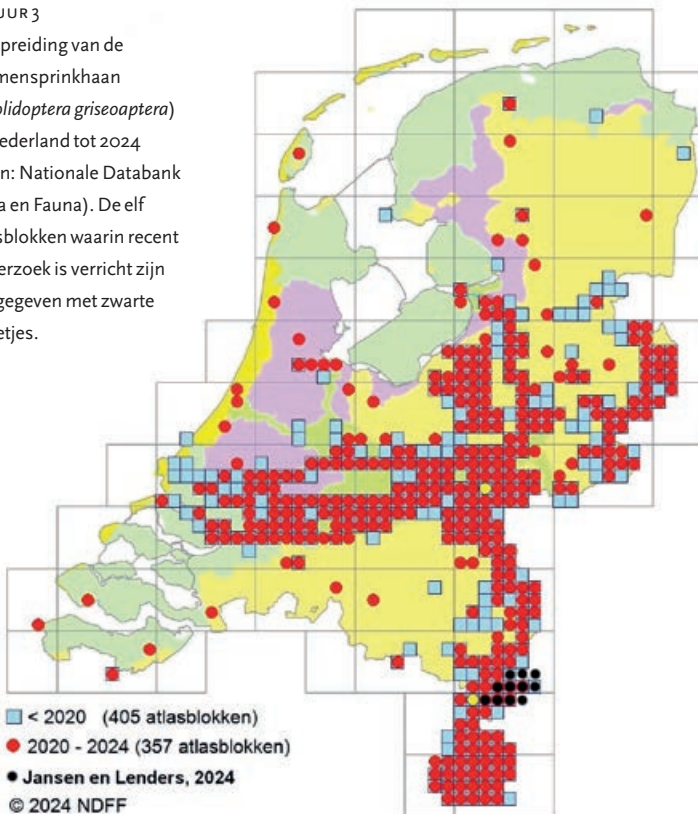 UUR 3
preiding van de
mensprinkhaan
olidoptera griseoaptera)
ederland tot 2024
n: Nationale Databank
a en Fauna). De elf
sblokken waarin recent
erzoek is verricht zijn
gegeven met zwarte
etjes.
< 2020 (405 atlasblokken)
2020 - 2024 (357 atlasblokken)
Jansen en Lenders, 2024
© 2024 NDFF